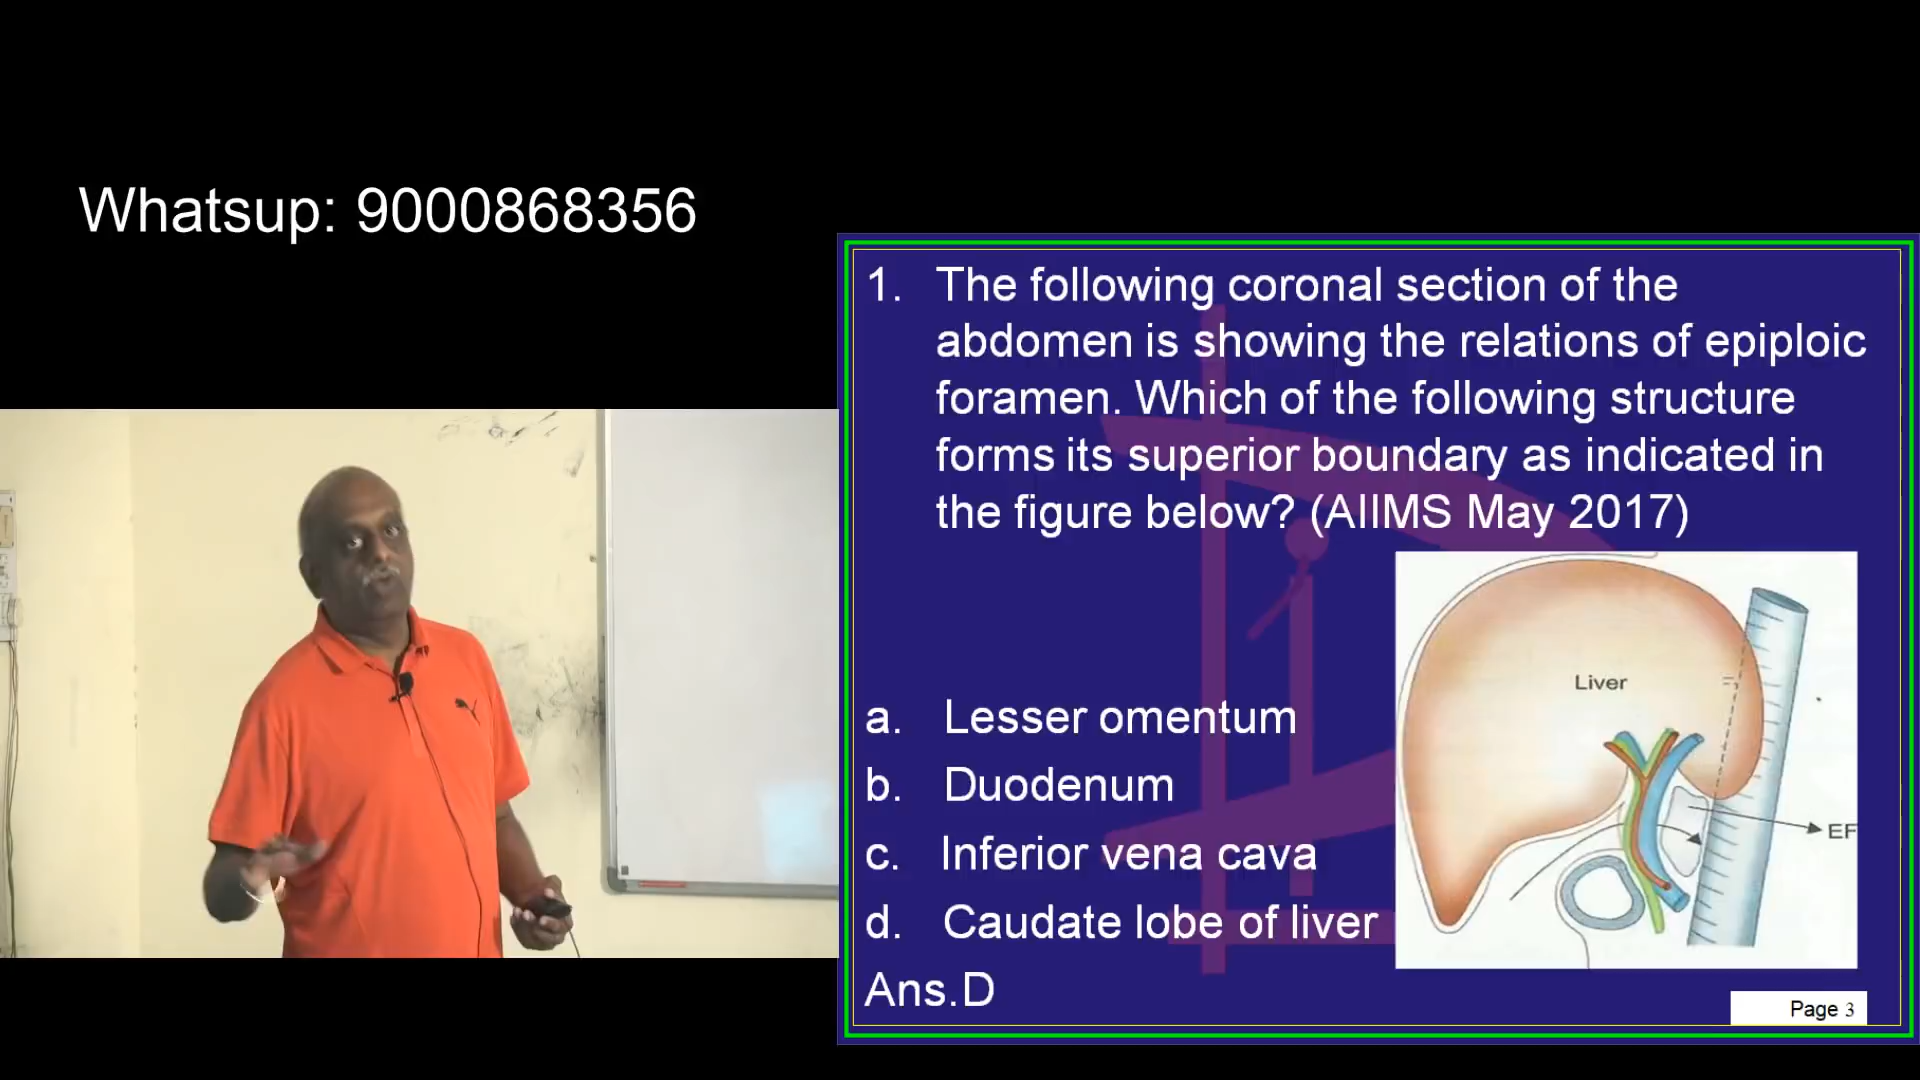 Whatsup: 9000868356
1. The following coronal section of the
abdomen is showing the relations of epiploic
foramen. Which of the following structure
forms its superior boundary as indicated in
the figure below? (AIIMS May 2017)
Liver
EF
a. Lesser omentum
b. Duodenum
c. Inferior vena cava
d. Caudate lobe of liver
Ans.D
Page 3